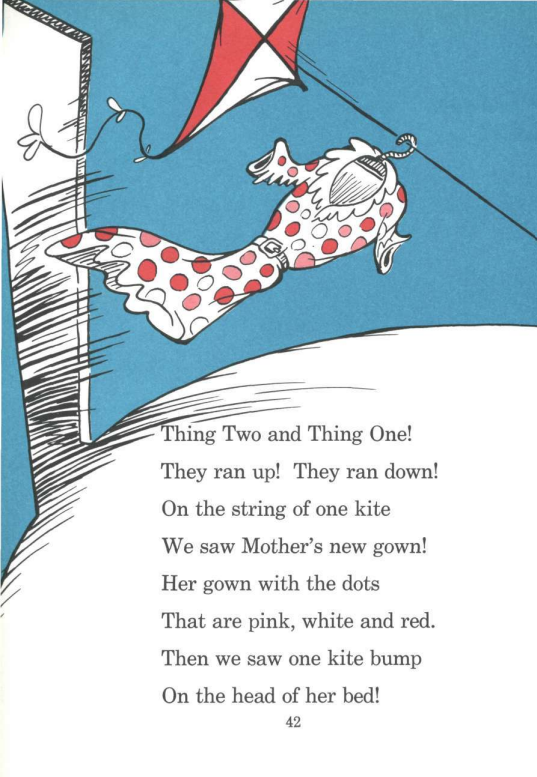 Thing Two and Thing One!
They ran up! They ran down!
On the string of one kite
We saw Mother's new gown!
Her gown with the dots
That are pink, white and red.
Then we saw one kite bump
On the head of her bed!
42